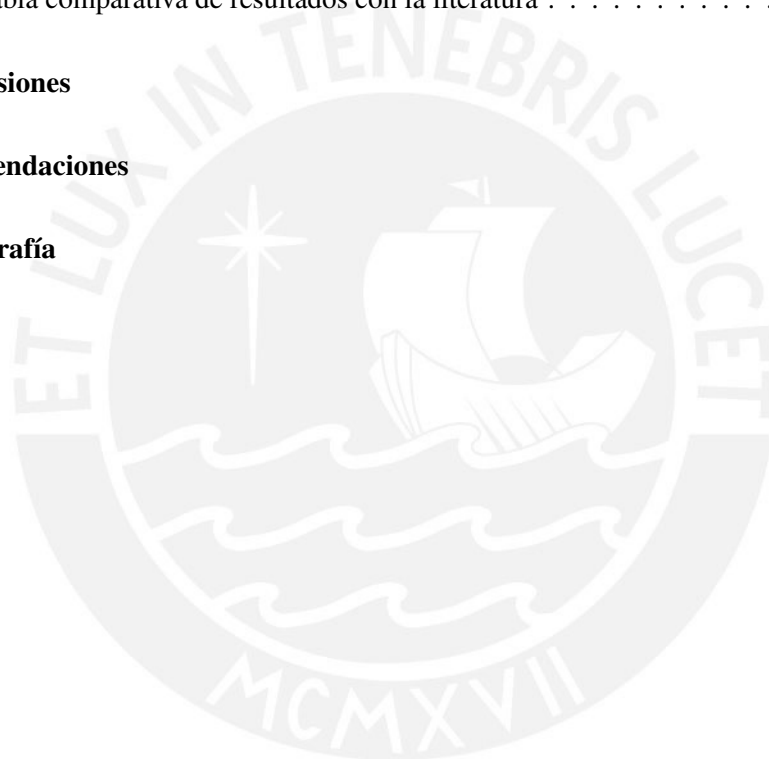 abla comparativa de resultados con la literatura . . . . . . . . . . .
siones
endaciones
rafía
ET LUX IN TENEBRIS LUCET
MCMXVII